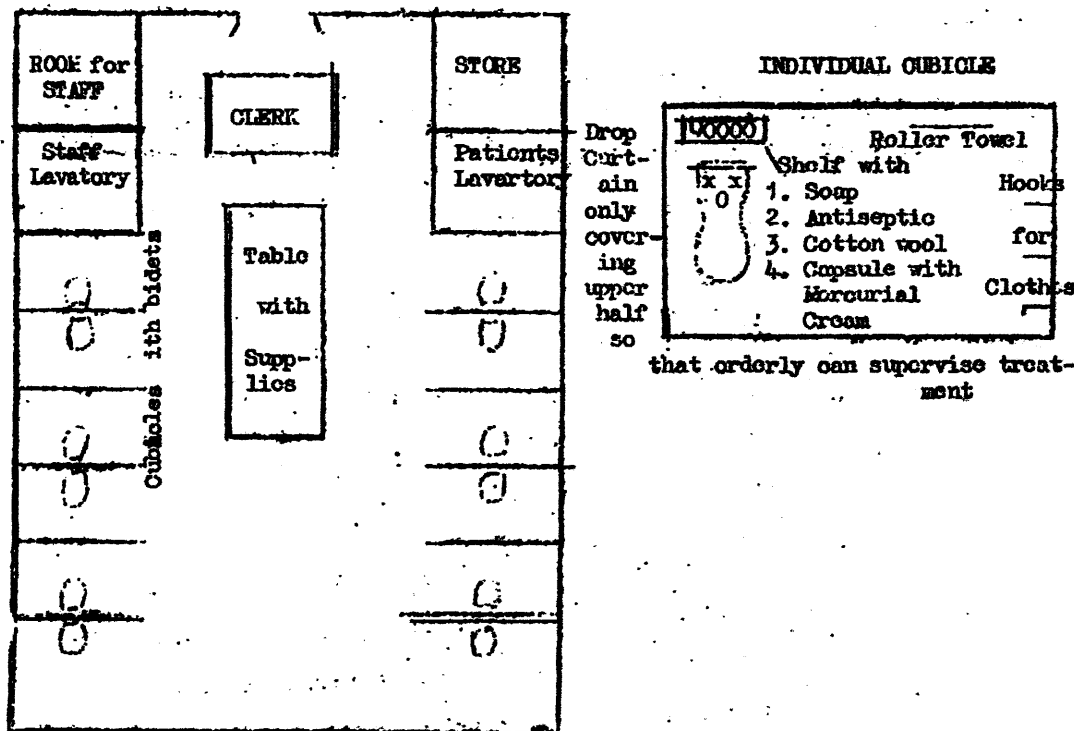 ROOM for
STAFF
CLERK
STORE
Staff
Lavatory
Patients
Lavartory
Table
with
Supp-
lies
Cubicles ith bidets
INDIVIDUAL CUBICLE
Roller Towel
Shelf with
1. Soap
2. Antiseptic
3. Cotton wool
4. Capsule with
Mercurial
Cream
Hooks
for
Clothes
Drop
Curt-
ain
only
cover-
ing
upper
half
so
that orderly can supervise treat-
ment